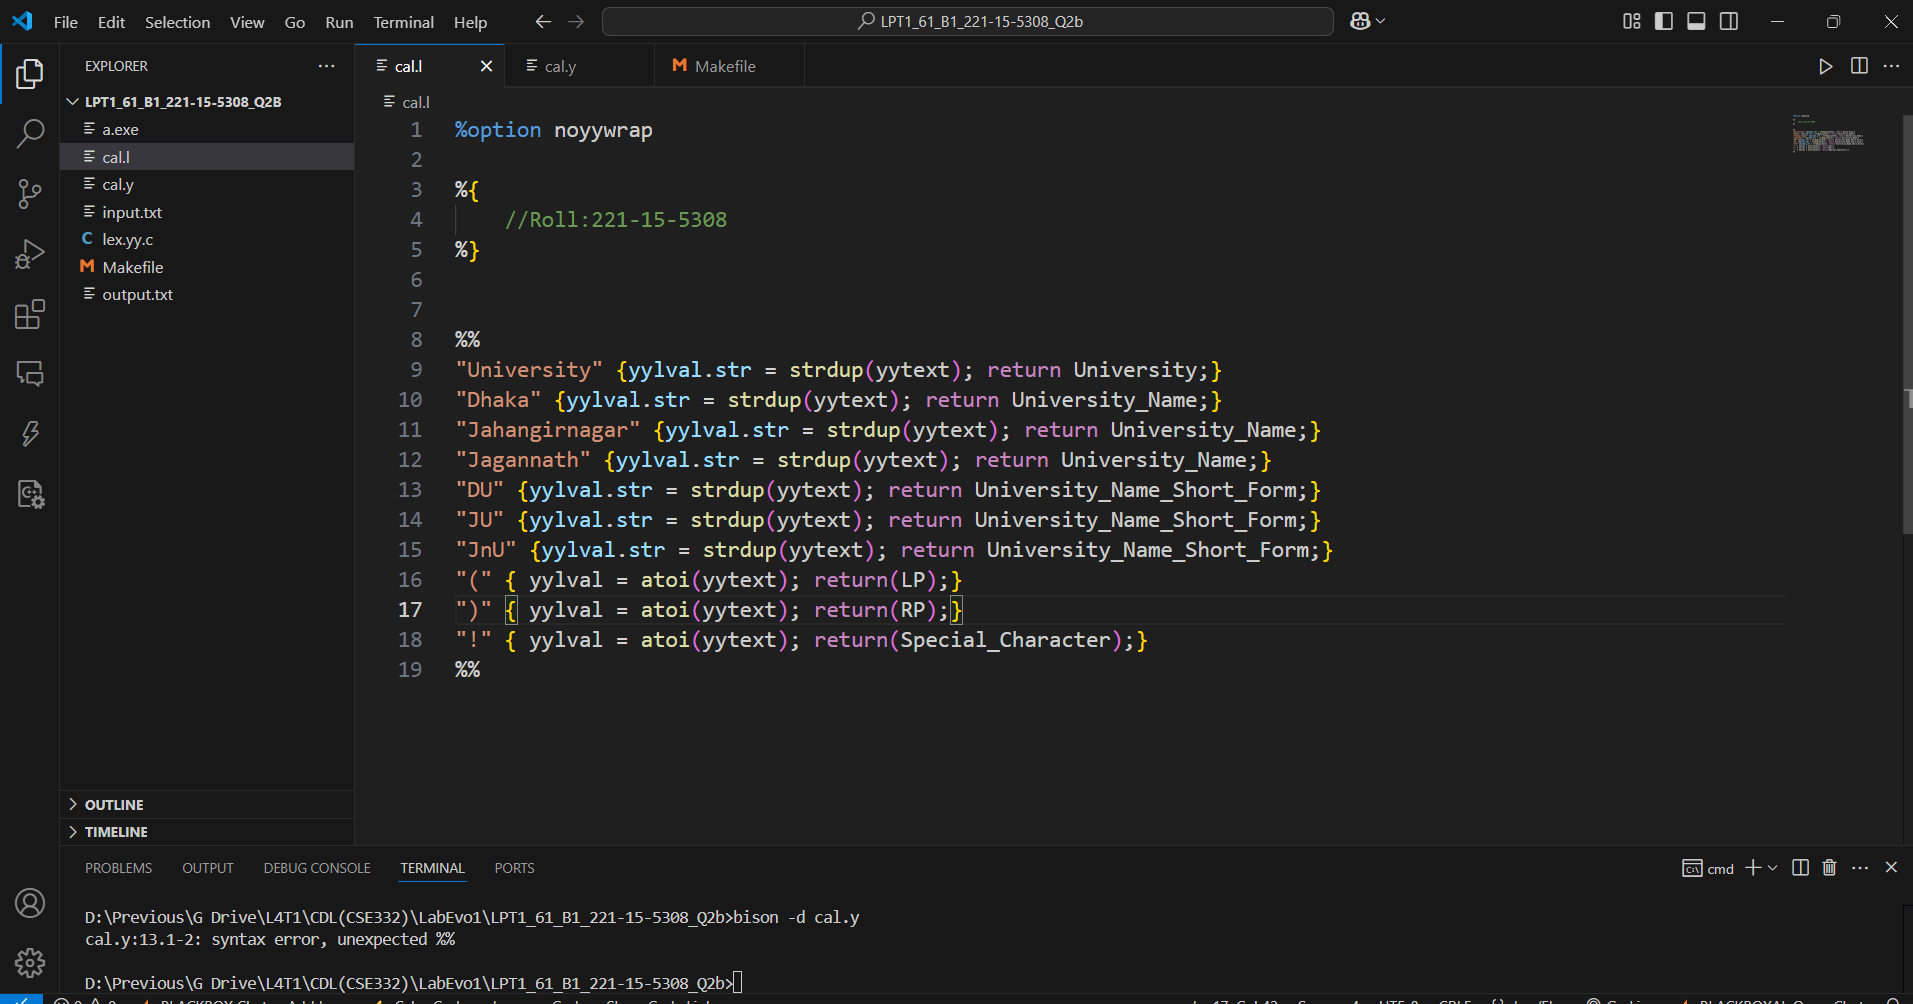 File Edit Selection View Go Run Terminal Help
LPT1_61_B1_221-15-5308_Q2b
EXPLORER
LPT1_61_B1_221-15-5308_Q2B
a.exe
cal.l
cal.y
input.txt
C lex.yy.c
M Makefile
output.txt
OUTLINE
TIMELINE
cal.l
cal.y
M Makefile
cal.l
1 %option noyywrap
2
3 %{
4 //Roll:221-15-5308
5 %}
6
7
8 %%
9 "University" {yylval.str = strdup(yytext); return University;}
10 "Dhaka" {yylval.str = strdup(yytext); return University_Name;}
11 "Jahangirnagar" {yylval.str = strdup(yytext); return University_Name;}
12 "Jagannath" {yylval.str = strdup(yytext); return University_Name;}
13 "DU" {yylval.str = strdup(yytext); return University_Name_Short_Form;}
14 "JU" {yylval.str = strdup(yytext); return University_Name_Short_Form;}
15 "JnU" {yylval.str = strdup(yytext); return University_Name_Short_Form;}
16 "(" { yylval = atoi(yytext); return(LP);}
17 ")" { yylval = atoi(yytext); return(RP);}
18 "!" { yylval = atoi(yytext); return(Special_Character);}
19 %%
PROBLEMS OUTPUT DEBUG CONSOLE TERMINAL PORTS
cmd
D:\Previous\G Drive\L4T1\CDL(CSE332)\LabEvo1\LPT1_61_B1_221-15-5308_Q2b>bison -d cal.y
cal.y:13.1-2: syntax error, unexpected %%
D:\Previous\G Drive\L4T1\CDL(CSE332)\LabEvo1\LPT1_61_B1_221-15-5308_Q2b>